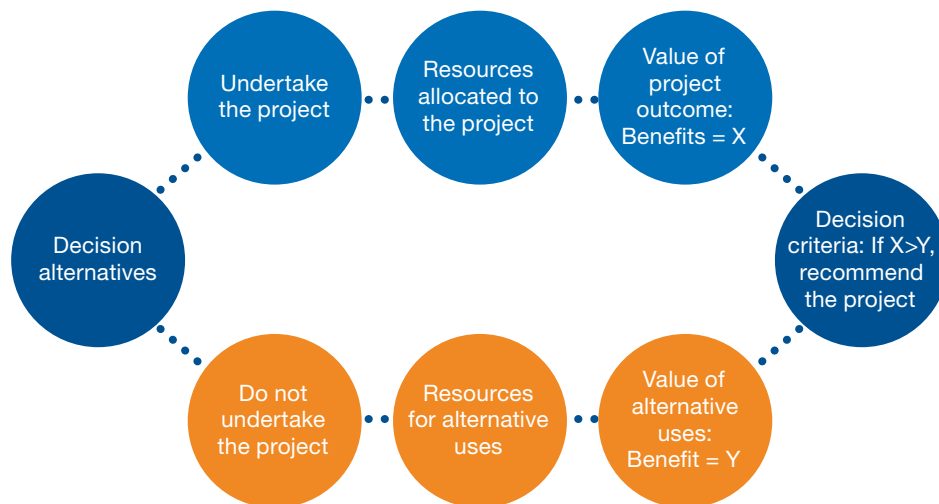 Undertake
the project
Resources
allocated to
the project
Value of
project
outcome:
Benefits = X
Decision
alternatives
Decision
criteria: If X>Y,
recommend
the project
Do not
undertake
the project
Resources
for alternative
uses
Value of
alternative
uses:
Benefit = Y